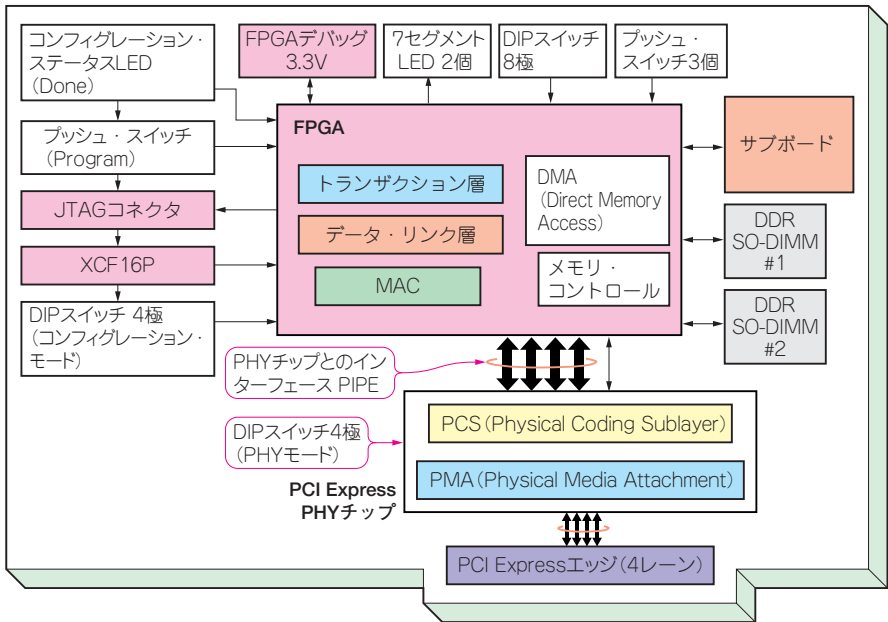 コンフィグレーション・
ステータスLED
（Done）
FPGAデバッグ
3.3V
7セグメント
LED 2個
DIPスイッチ
8極
プッシュ・
スイッチ3個
プッシュ・スイッチ
（Program）
JTAGコネクタ
XCF16P
DIPスイッチ 4極
（コンフィグレーション・
モード）
FPGA
トランザクション層
データ・リンク層
MAC
DMA
（Direct Memory
Access）
メモリ・
コントロール
サブボード
DDR
SO-DIMM
#1
DDR
SO-DIMM
#2
PHYチップとのイン
ターフェース PIPE
DIPスイッチ4極
（PHYモード）
PCI Express
PHYチップ
PCS（Physical Coding Sublayer）
PMA（Physical Media Attachment）
PCI Expressエッジ（4レーン）